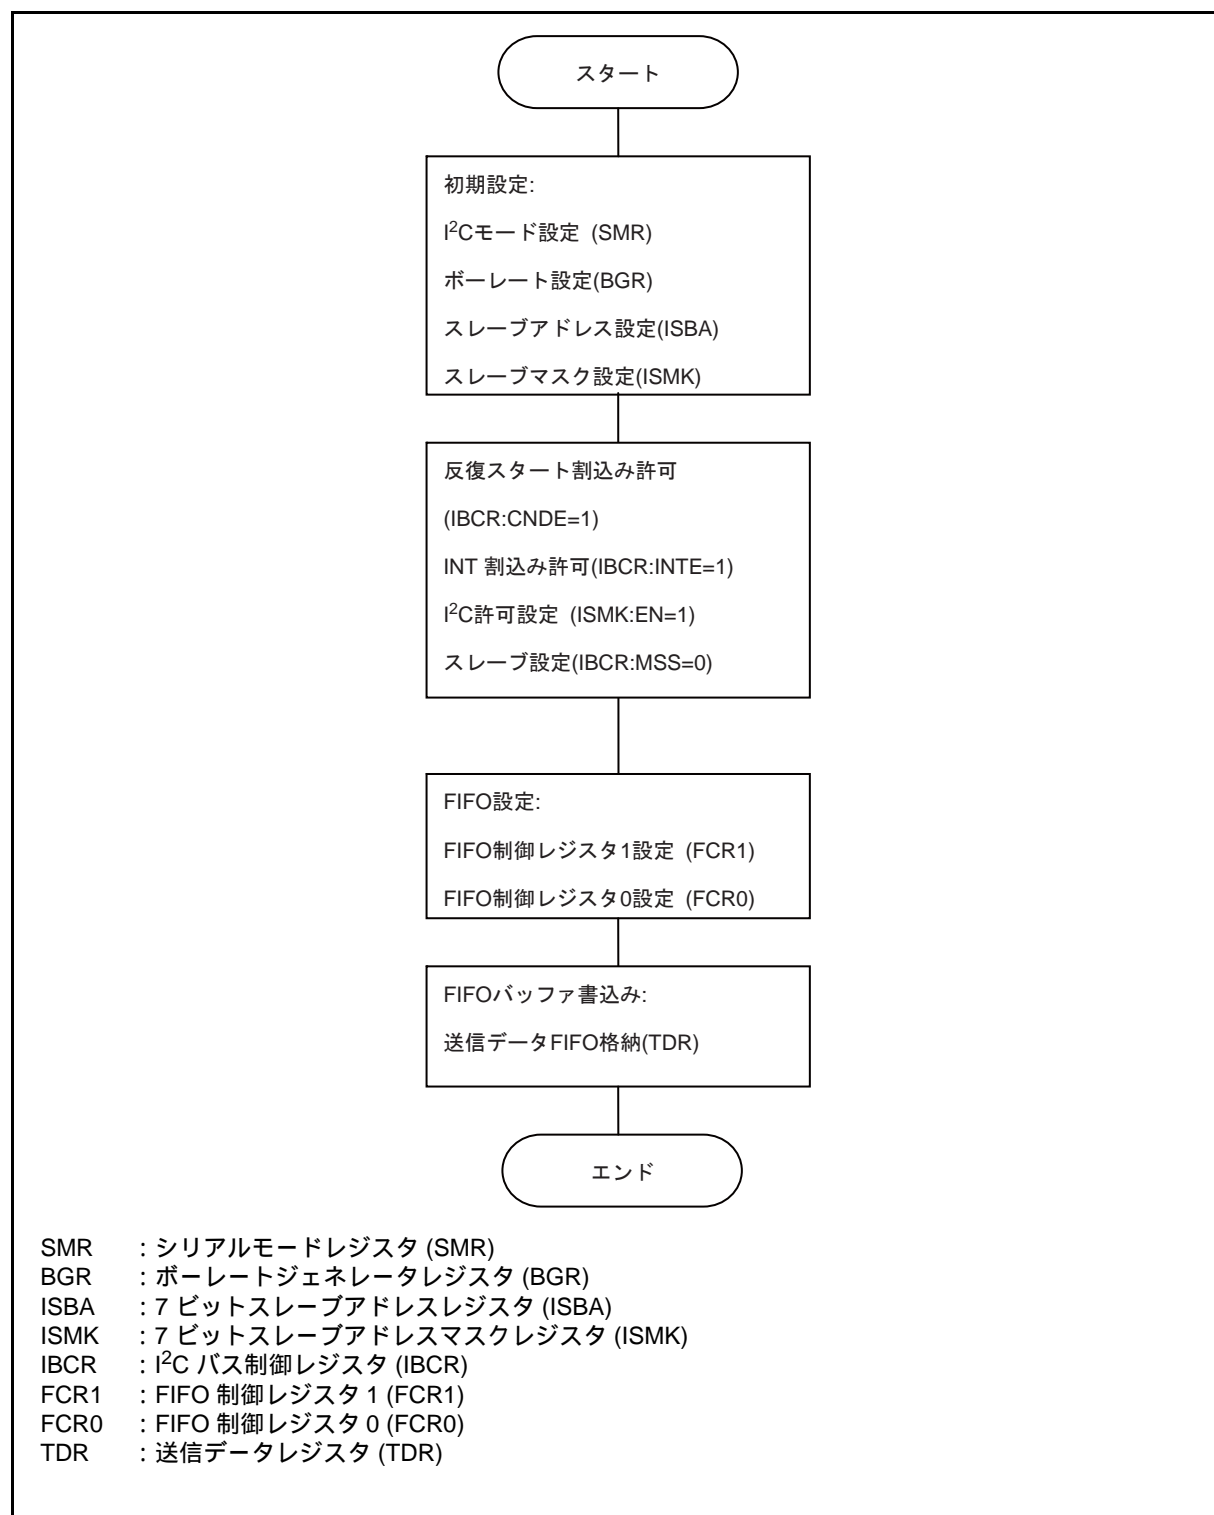 スタート
初期設定:
I²Cモード設定 (SMR)
ボーレート設定(BGR)
スレーブアドレス設定(ISBA)
スレーブマスク設定(ISMK)
反復スタート割込み許可
(IBCR:CNDE=1)
INT 割込み許可(IBCR:INTE=1)
I²C許可設定 (ISMK:EN=1)
スレーブ設定(IBCR:MSS=0)
FIFO設定:
FIFO制御レジスタ1設定 (FCR1)
FIFO制御レジスタ0設定 (FCR0)
FIFOバッファ書込み:
送信データFIFO格納(TDR)
エンド
SMR : シリアルモードレジスタ (SMR)
BGR : ボーレートジェネレータレジスタ (BGR)
ISBA : 7 ビットスレーブアドレスレジスタ (ISBA)
ISMK : 7 ビットスレーブアドレスマスクレジスタ (ISMK)
IBCR : I²C バス制御レジスタ (IBCR)
FCR1 : FIFO 制御レジスタ 1 (FCR1)
FCR0 : FIFO 制御レジスタ 0 (FCR0)
TDR : 送信データレジスタ (TDR)